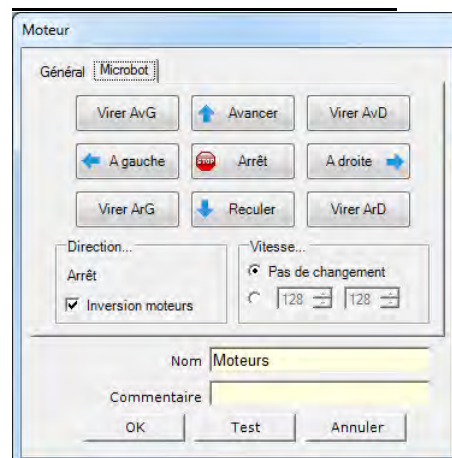 Moteur
Général Microbot
Virer AvG Avancer Virer AvD
A gauche STOP Arrêt A droite
Virer ArG Reculer Virer ArD
Direction... Vitesse...
Arrêt Pas de changement
Inversion moteurs 128 128
Nom Moteurs
Commentaire
OK Test Annuler